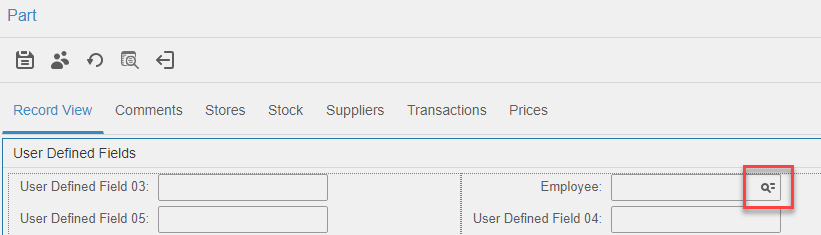 Part
Record View Comments Stores Stock Suppliers Transactions Prices
User Defined Fields
User Defined Field 03: Employee:
User Defined Field 05: User Defined Field 04: